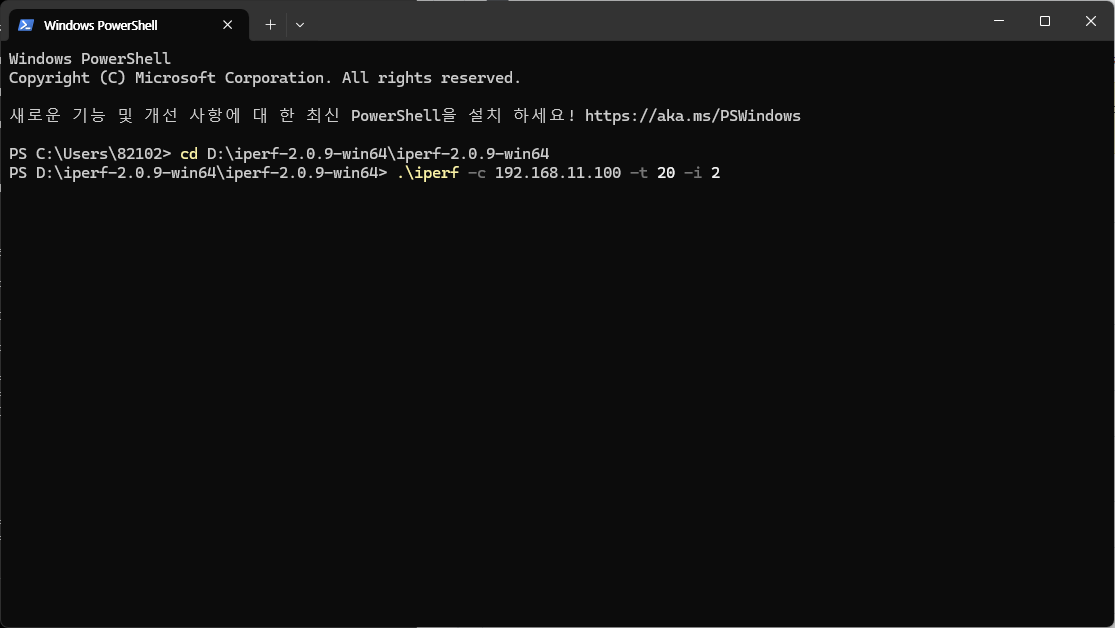 Windows PowerShell
Windows PowerShell
Copyright (C) Microsoft Corporation. All rights reserved.
새로운 기능 및 개선 사항에 대 한 최신 PowerShell을 설치 하세요! https://aka.ms/PSWindows
PS C:\Users\82102> cd D:\iperf-2.0.9-win64\iperf-2.0.9-win64
PS D:\iperf-2.0.9-win64\iperf-2.0.9-win64> .\iperf -c 192.168.11.100 -t 20 -i 2